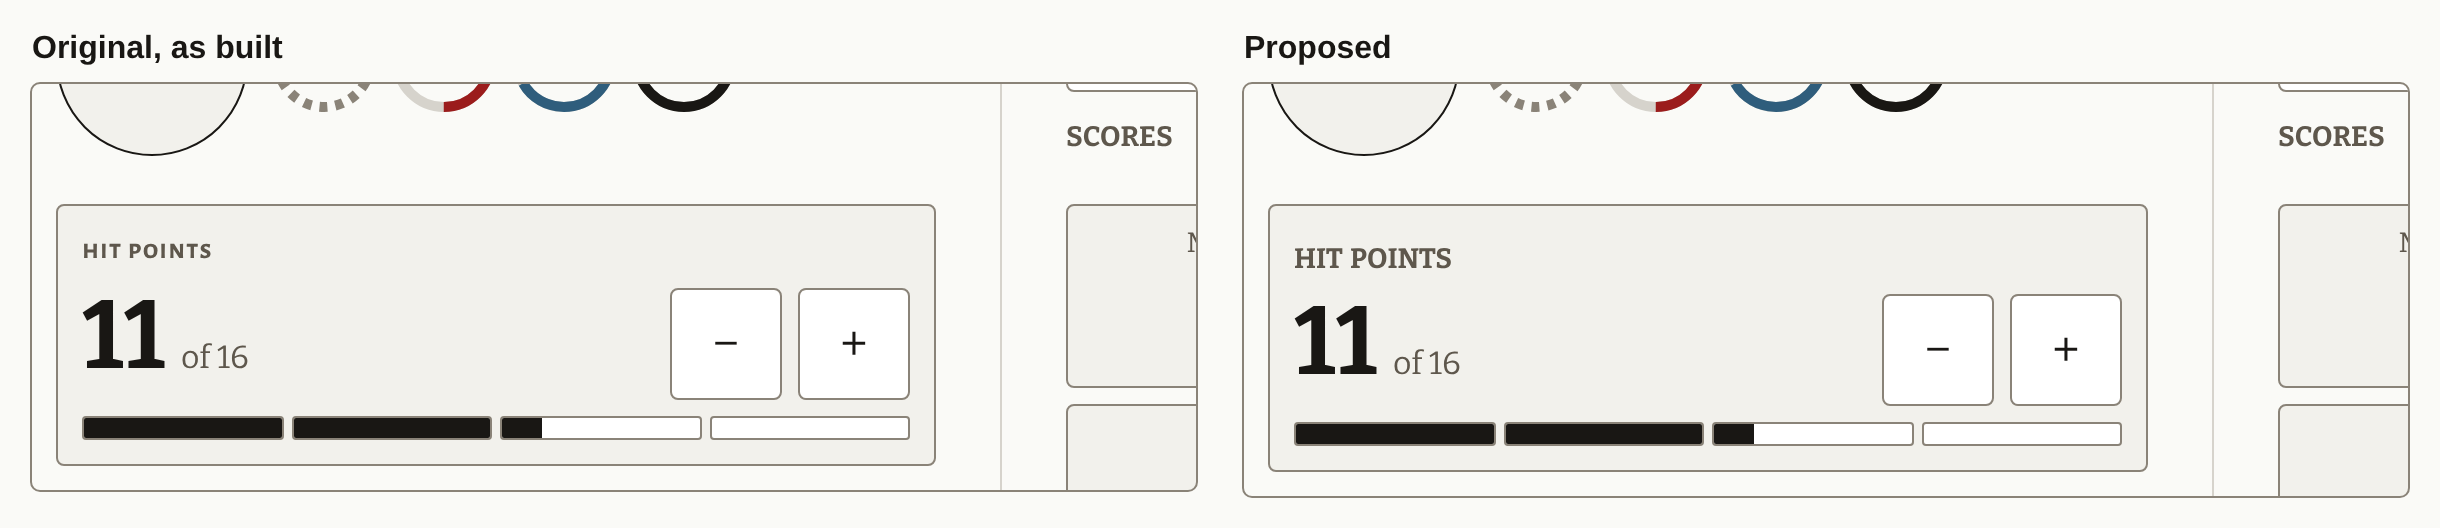 Original, as built
SCORES
HIT POINTS
11 of 16
− +
Proposed
SCORES
HIT POINTS
11 of 16
− +